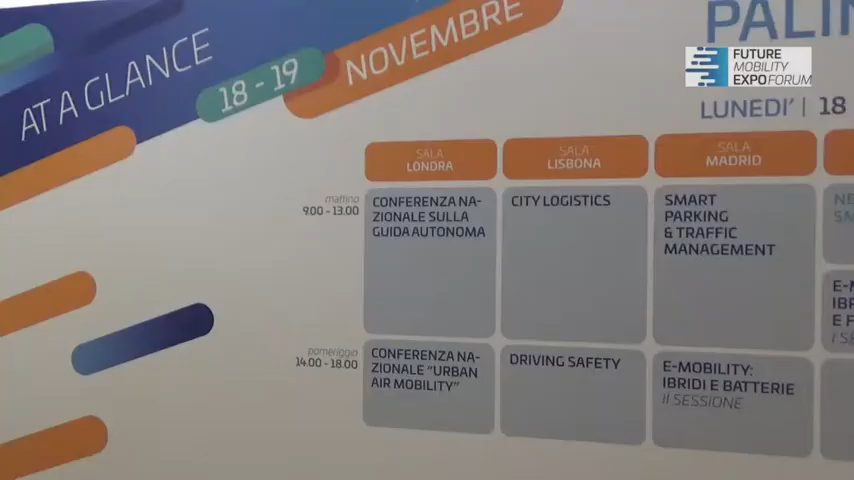 AT A GLANCE
18 - 19
NOVEMBRE
FUTURE
MOBILITY
EXPOFORUM
LUNEDI' | 18
SALA
LONDRA
SALA
LISBONA
SALA
MADRID
mattino
9.00 - 13.00
CONFERENZA NA-
ZIONALE SULLA
GUIDA AUTONOMA
CITY LOGISTICS
SMART
PARKING
& TRAFFIC
MANAGEMENT
pomeriggio
14.00 - 18.00
CONFERENZA NA-
ZIONALE "URBAN
AIR MOBILITY"
DRIVING SAFETY
E-MOBILITY:
IBRIDI E BATTERIE
II SESSIONE